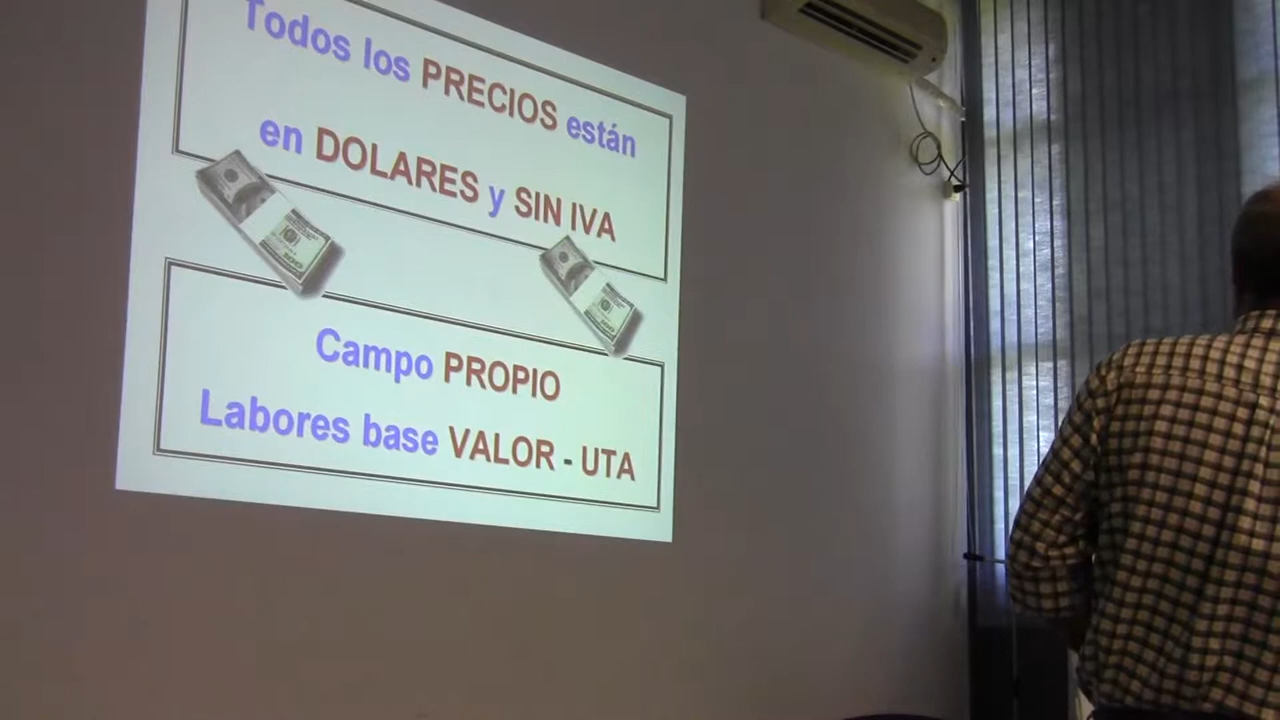 Todos los PRECIOS están
en DOLARES y SIN IVA
Campo PROPIO
Labores base VALOR - UTA